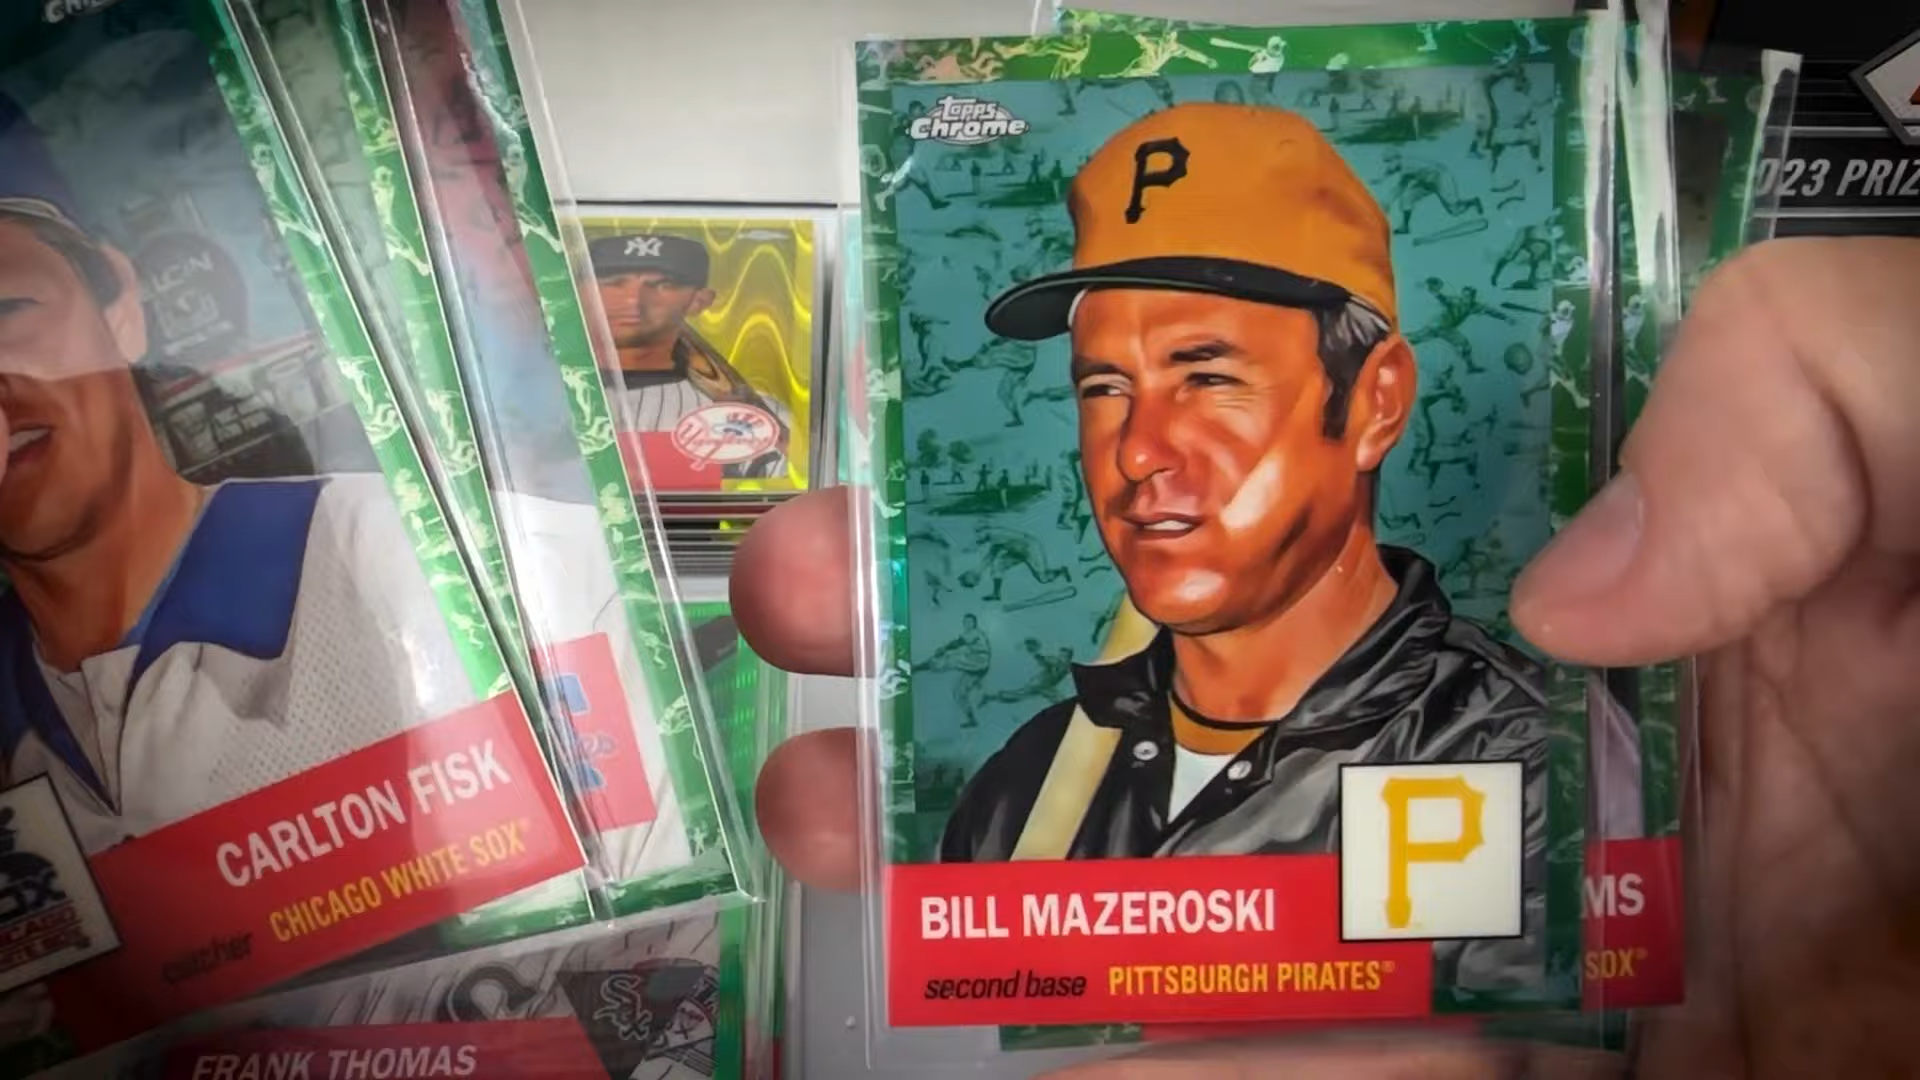 Topps
Chrome
P
023 PRIZ
CARLTON FISK
catcher CHICAGO WHITE SOX
FRANK THOMAS
Sox
P
BILL MAZEROSKI
second base PITTSBURGH PIRATES
MS
SOX